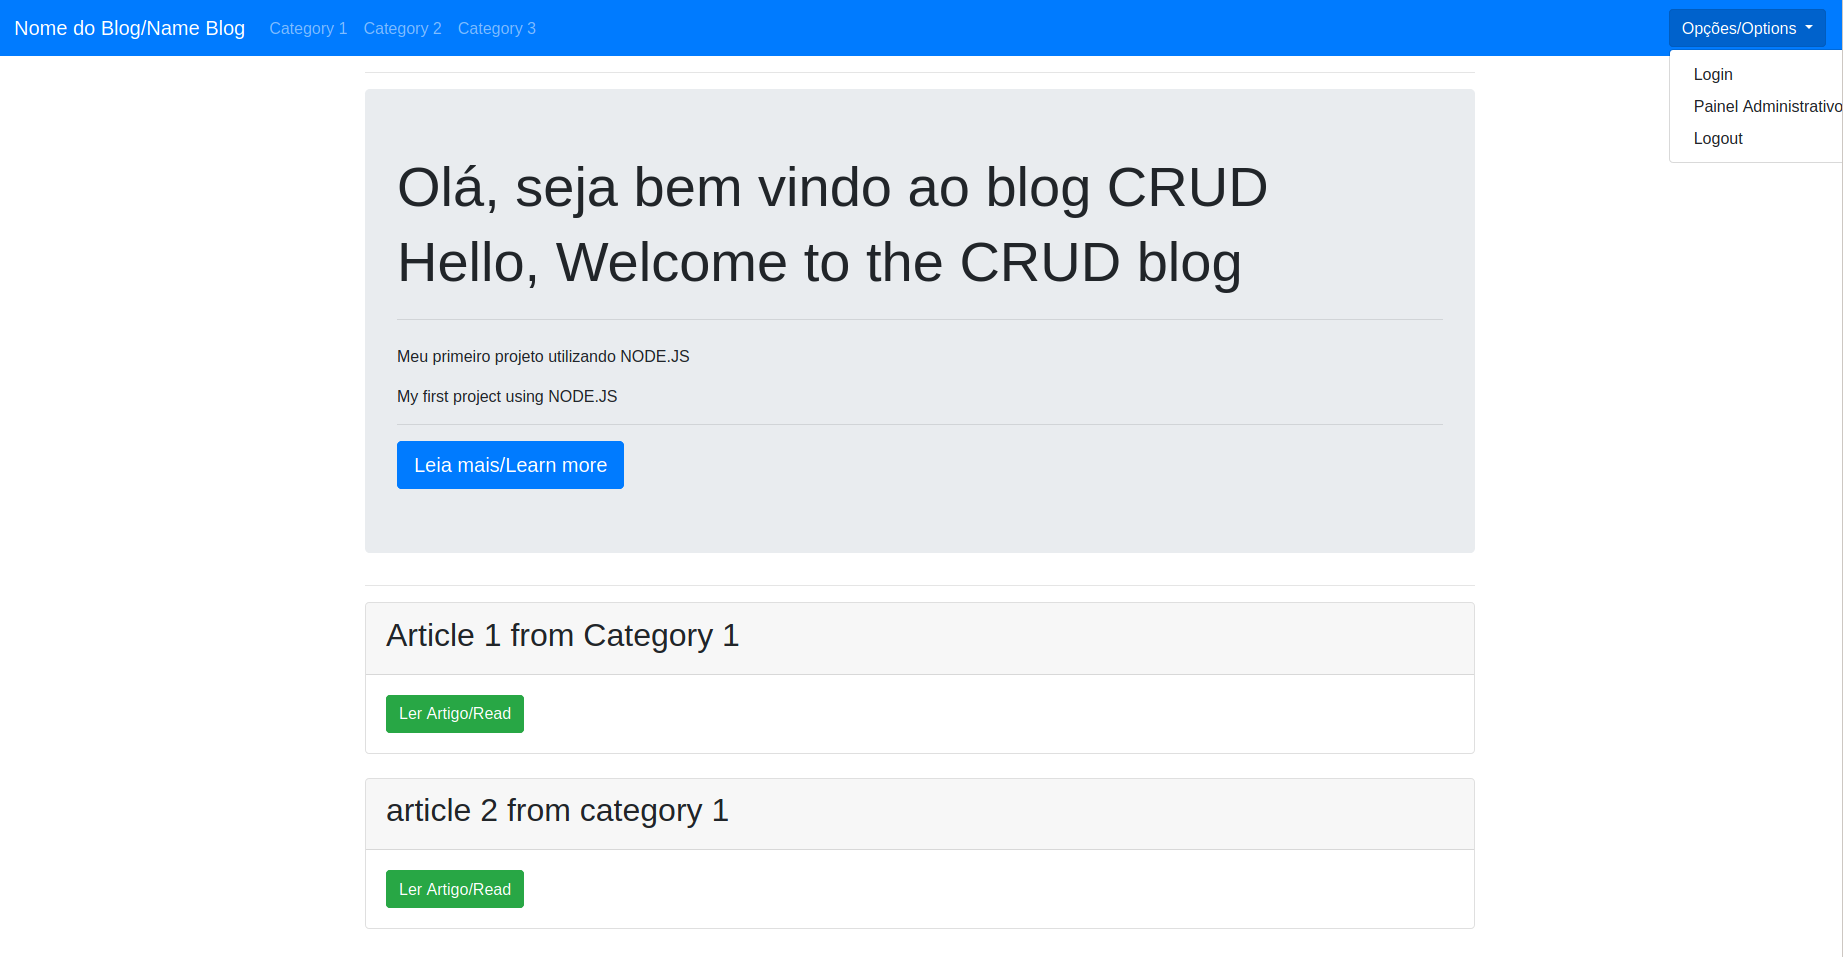 Nome do Blog/Name Blog
Category 1
Category 2
Category 3
Opções/Options
Login
Painel Administrativo
Logout
Olá, seja bem vindo ao blog CRUD
Hello, Welcome to the CRUD blog
Meu primeiro projeto utilizando NODE.JS
My first project using NODE.JS
Leia mais/Learn more
Article 1 from Category 1
Ler Artigo/Read
article 2 from category 1
Ler Artigo/Read